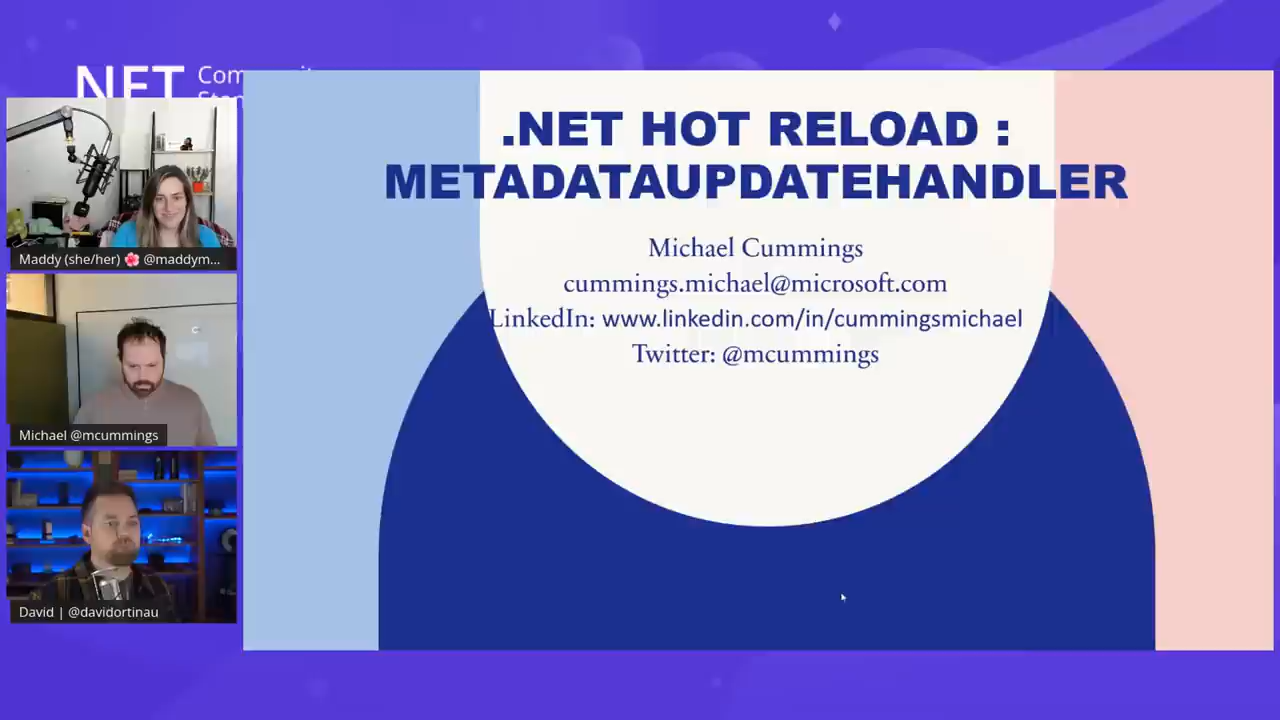 .NET HOT RELOAD :
METADATAUPDATEHANDLER
Michael Cummings
cummings.michael@microsoft.com
LinkedIn: www.linkedin.com/in/cummingsmichael
Twitter: @mcummings
Maddy (she/her) 🌺 @maddym...
Michael @mcummings
David | @davidortinau